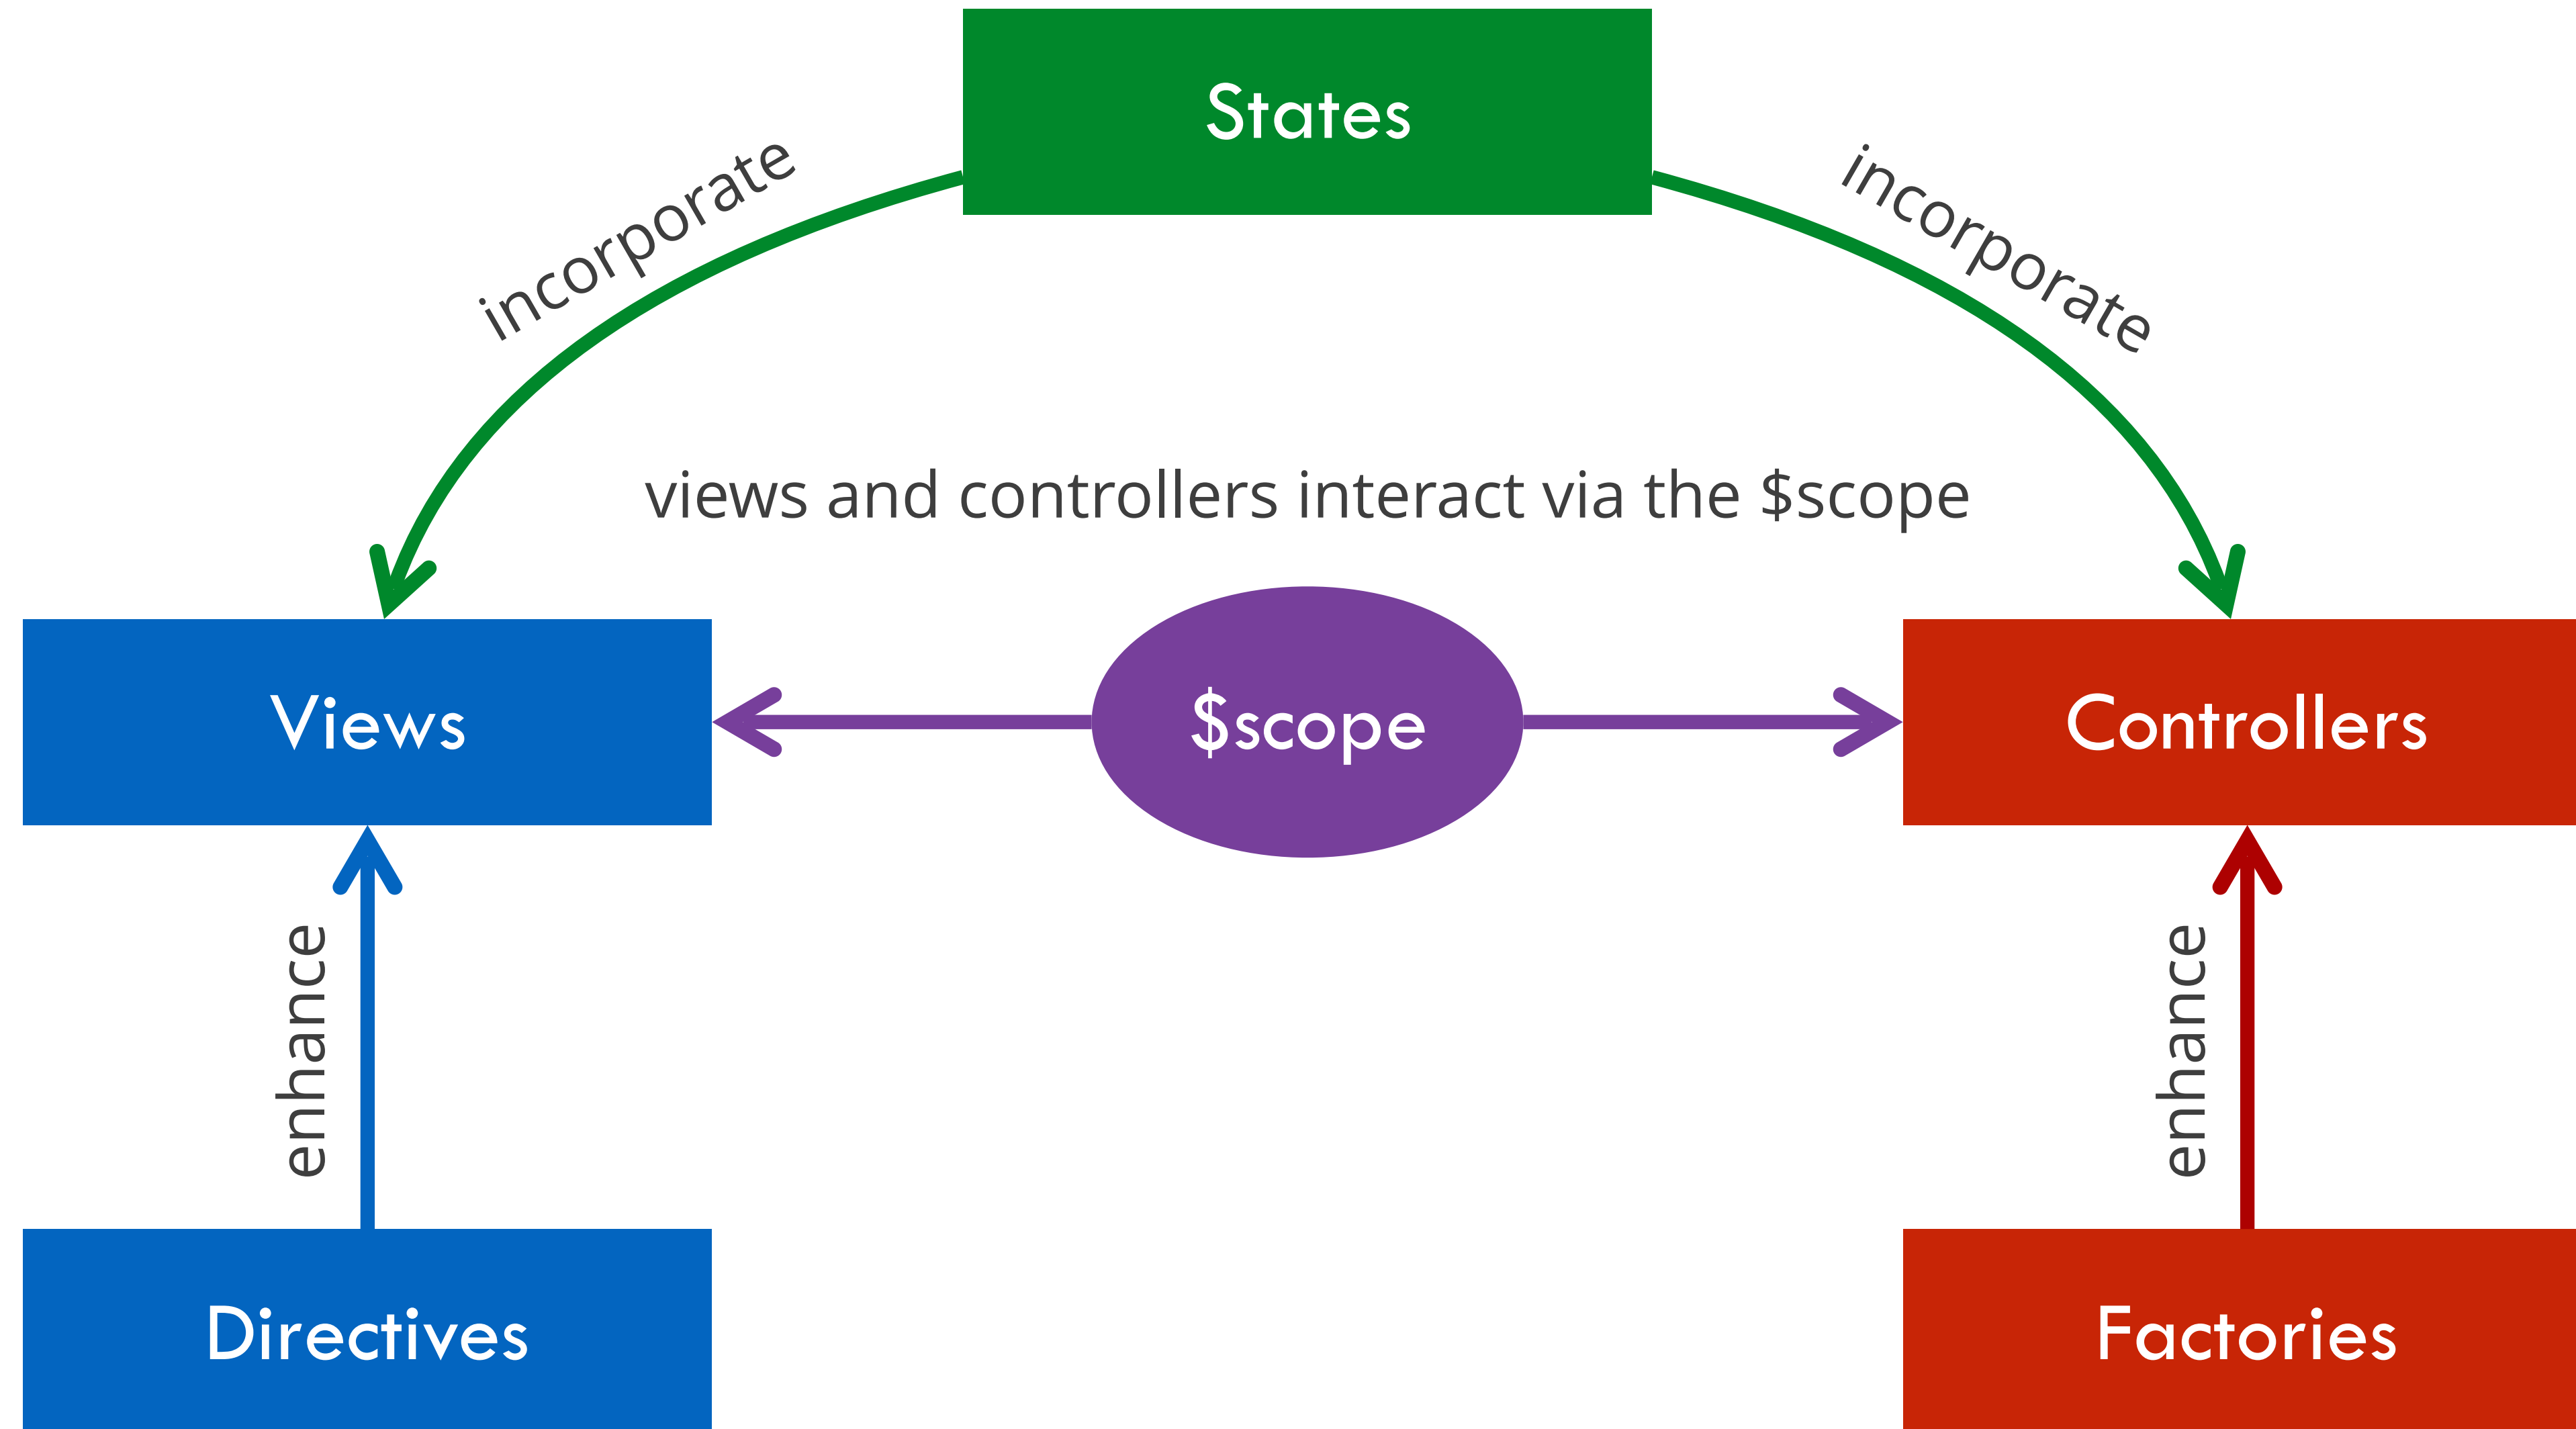 States
incorporate
incorporate
views and controllers interact via the $scope
Views
$scope
Controllers
enhance
enhance
Directives
Factories